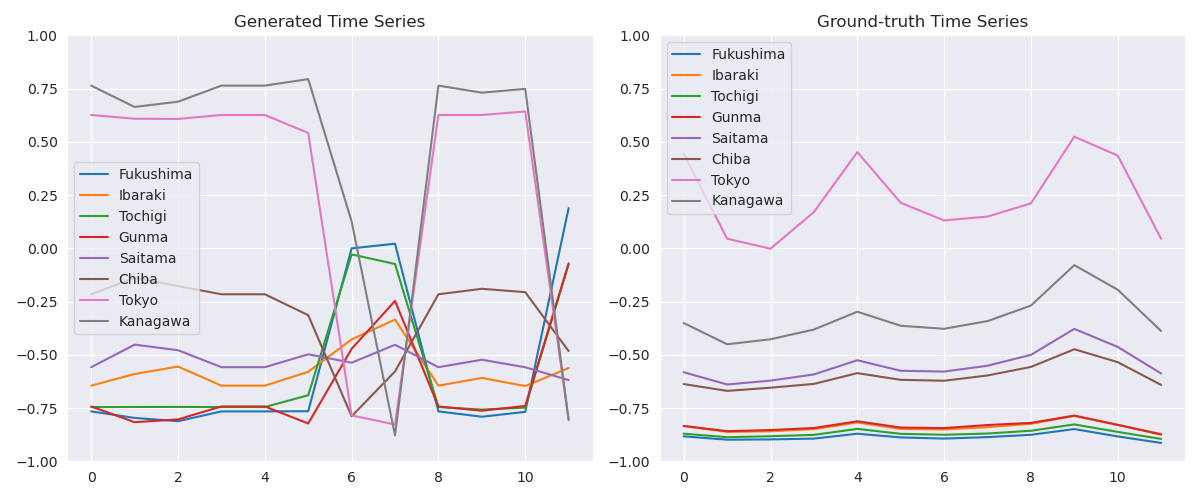 Generated Time Series
1.00
0.75
0.50
0.25
0.00
−0.25
−0.50
−0.75
−1.00
Fukushima
Ibaraki
Tochigi
Gunma
Saitama
Chiba
Tokyo
Kanagawa
0 2 4 6 8 10
Ground-truth Time Series
1.00
0.75
0.50
0.25
0.00
−0.25
−0.50
−0.75
−1.00
Fukushima
Ibaraki
Tochigi
Gunma
Saitama
Chiba
Tokyo
Kanagawa
0 2 4 6 8 10